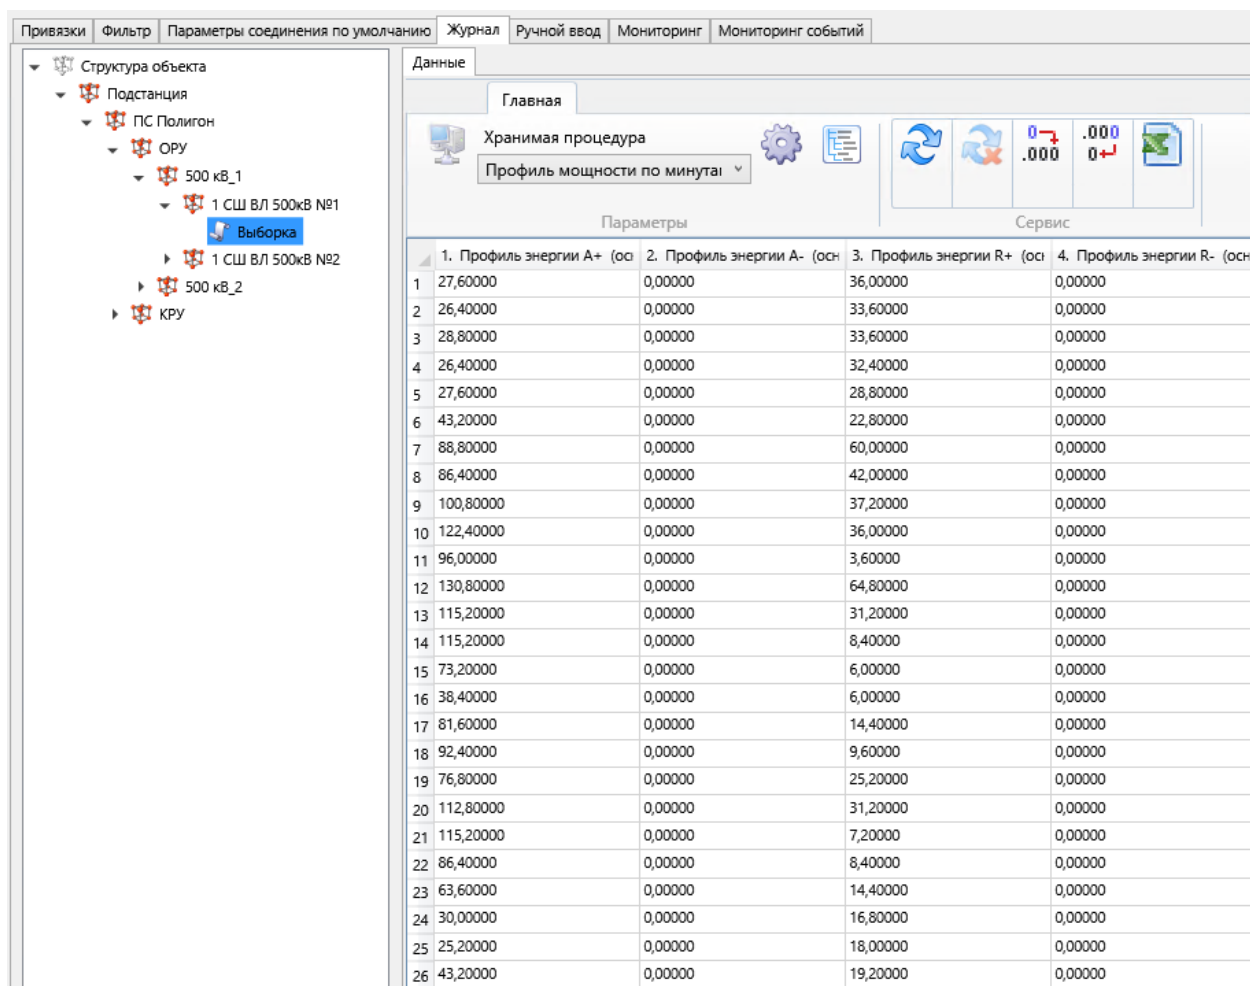 Привязки Фильтр Параметры соединения по умолчанию Журнал Ручной ввод Мониторинг Мониторинг событий
Структура объекта
Подстанция
ПС Полигон
ОРУ
500 кВ_1
1 СШ ВЛ 500кВ №1
Выборка
1 СШ ВЛ 500кВ №2
500 кВ_2
КРУ
Данные
Главная
Хранимая процедура
Профиль мощности по минутам
0 .000
.000 0
Параметры
Сервис
1. Профиль энергии A+ (осн 2. Профиль энергии A- (осн 3. Профиль энергии R+ (осн 4. Профиль энергии R- (осн
1 27,60000 0,00000 36,00000 0,00000
2 26,40000 0,00000 33,60000 0,00000
3 28,80000 0,00000 33,60000 0,00000
4 26,40000 0,00000 32,40000 0,00000
5 27,60000 0,00000 28,80000 0,00000
6 43,20000 0,00000 22,80000 0,00000
7 88,80000 0,00000 60,00000 0,00000
8 86,40000 0,00000 42,00000 0,00000
9 100,80000 0,00000 37,20000 0,00000
10 122,40000 0,00000 36,00000 0,00000
11 96,00000 0,00000 3,60000 0,00000
12 130,80000 0,00000 64,80000 0,00000
13 115,20000 0,00000 31,20000 0,00000
14 115,20000 0,00000 8,40000 0,00000
15 73,20000 0,00000 6,00000 0,00000
16 38,40000 0,00000 6,00000 0,00000
17 81,60000 0,00000 14,40000 0,00000
18 92,40000 0,00000 9,60000 0,00000
19 76,80000 0,00000 25,20000 0,00000
20 112,80000 0,00000 31,20000 0,00000
21 115,20000 0,00000 7,20000 0,00000
22 86,40000 0,00000 8,40000 0,00000
23 63,60000 0,00000 14,40000 0,00000
24 30,00000 0,00000 16,80000 0,00000
25 25,20000 0,00000 18,00000 0,00000
26 43,20000 0,00000 19,20000 0,00000